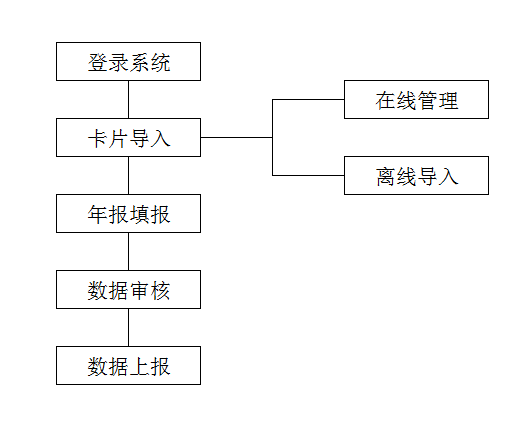 登录系统
在线管理
卡片导入
离线导入
年报填报
数据审核
数据上报